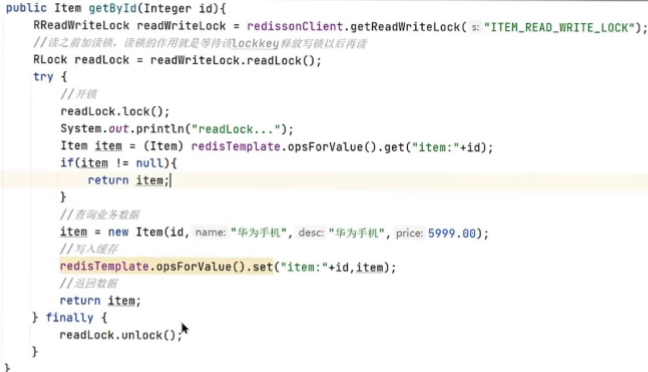 public Item getById(Integer id){
RReadWriteLock readWriteLock = redissonClient.getReadWriteLock( s: "ITEM_READ_WRITE_LOCK");
//读之前加读锁，读锁的作用就是等待该lockkey释放写锁以后再读
RLock readLock = readWriteLock.readLock();
try {
//开锁
readLock.lock();
System.out.println("readLock...");
Item item = (Item) redisTemplate.opsForValue().get("item:"+id);
if(item != null){
return item;
}
//查询业务数据
item = new Item(id, name: "华为手机", desc: "华为手机", price: 5999.00);
//写入缓存
redisTemplate.opsForValue().set("item:"+id,item);
//返回数据
return item;
} finally {
readLock.unlock();
}
}